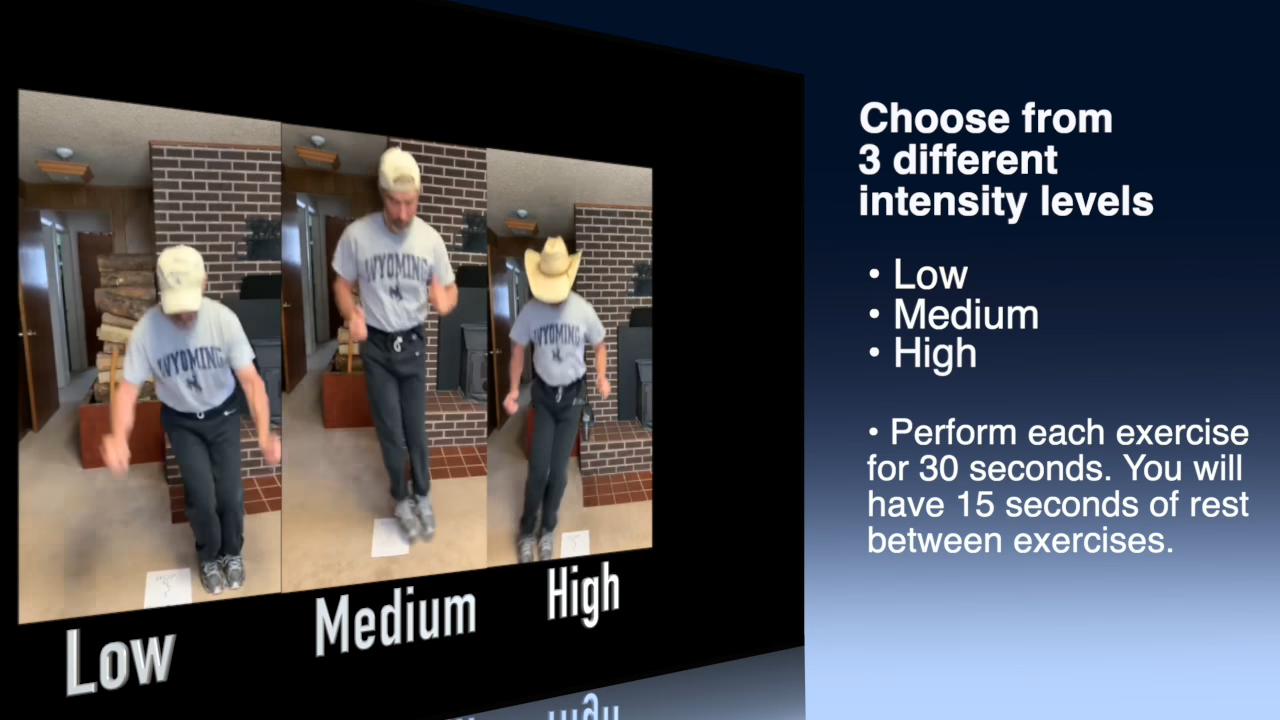 Choose from
3 different
intensity levels
• Low
• Medium
• High
• Perform each exercise
for 30 seconds. You will
have 15 seconds of rest
between exercises.
WYOMING
WYOMING
WYOMING
Low
Medium
High